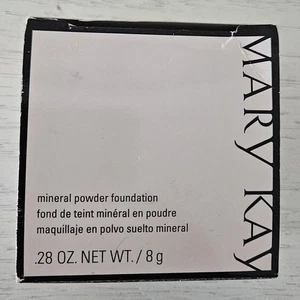 MARY KAY
mineral powder foundation
fond de teint minéral en poudre
maquillaje en polvo suelto mineral
.28 OZ. NET WT. / 8 g